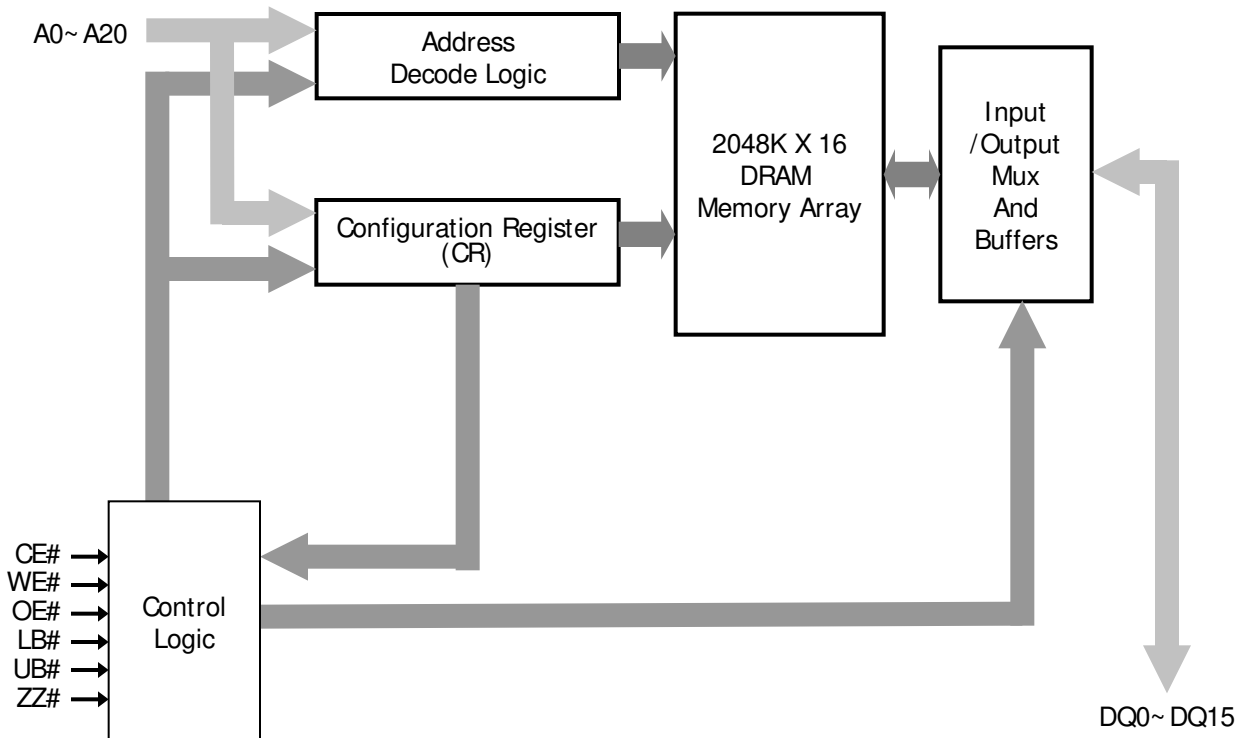 A0~A20
Address
Decode Logic
Configuration Register
(CR)
2048K X 16
DRAM
Memory Array
Input
/Output
Mux
And
Buffers
CE#
WE#
OE#
LB#
UB#
ZZ#
Control
Logic
DQ0~DQ15